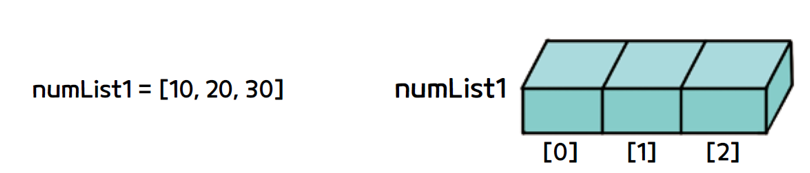 numList1 = [10, 20, 30]
numList1
[0] [1] [2]